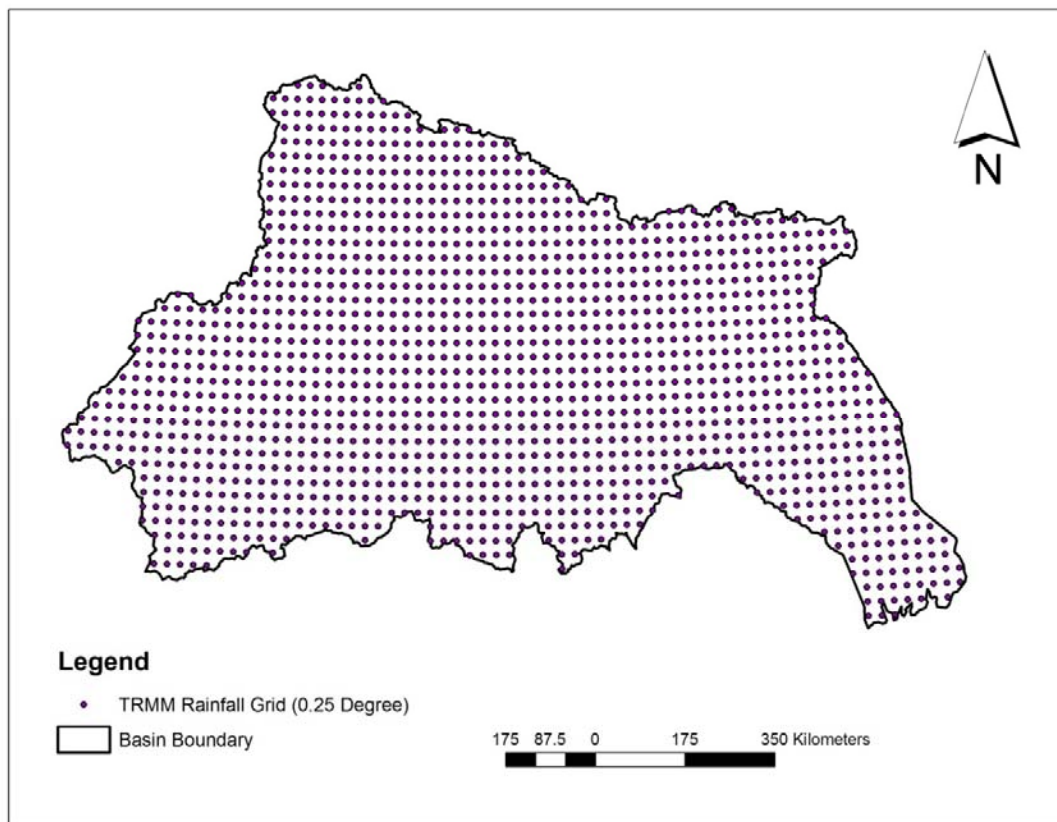 N
Legend
TRMM Rainfall Grid (0.25 Degree)
Basin Boundary
175 87.5 0 175 350 Kilometers